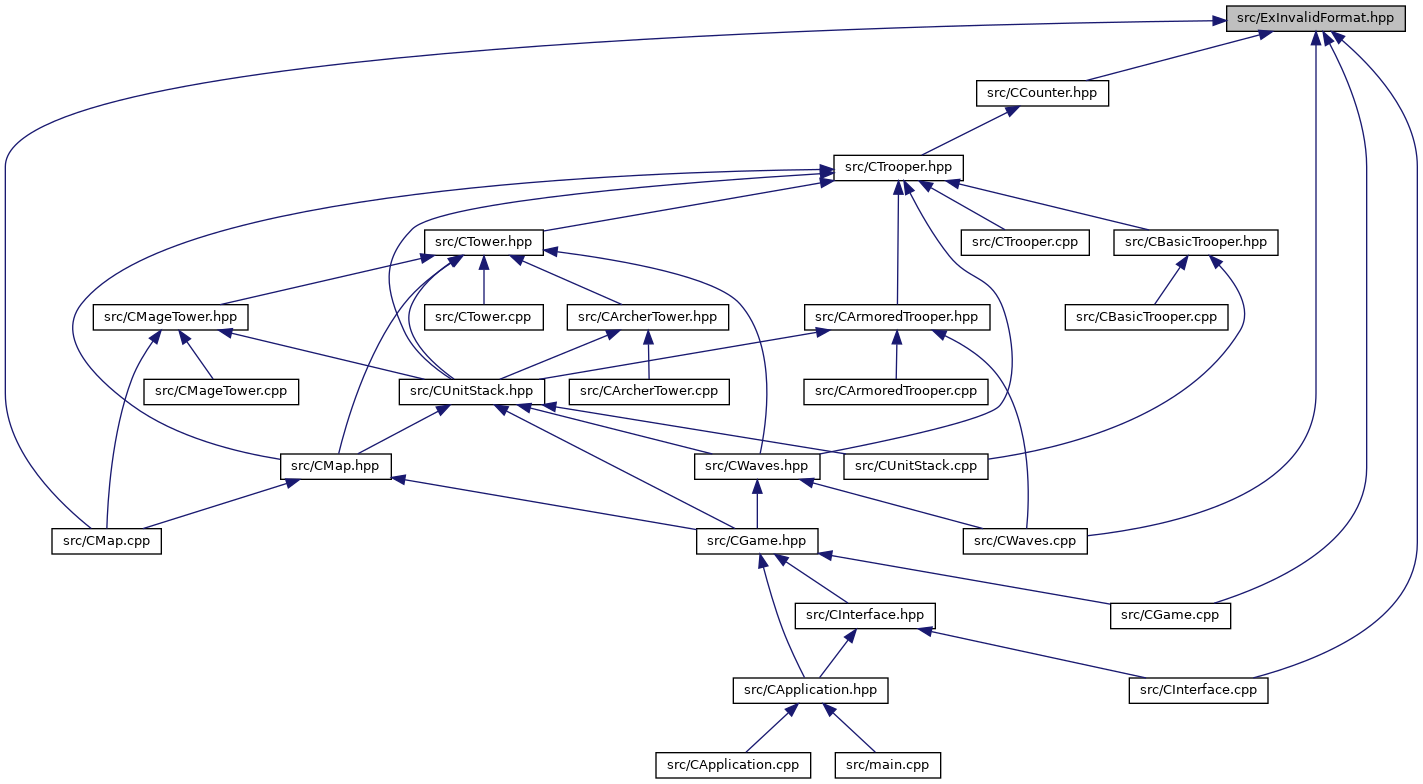 src/ExInvalidFormat.hpp
src/CCounter.hpp
src/CTrooper.hpp
src/CTower.hpp
src/CTrooper.cpp
src/CBasicTrooper.hpp
src/CMageTower.hpp
src/CTower.cpp
src/CArcherTower.hpp
src/CArmoredTrooper.hpp
src/CBasicTrooper.cpp
src/CMageTower.cpp
src/CUnitStack.hpp
src/CArcherTower.cpp
src/CArmoredTrooper.cpp
src/CMap.hpp
src/CWaves.hpp
src/CUnitStack.cpp
src/CMap.cpp
src/CGame.hpp
src/CWaves.cpp
src/CInterface.hpp
src/CGame.cpp
src/CApplication.hpp
src/CInterface.cpp
src/CApplication.cpp
src/main.cpp